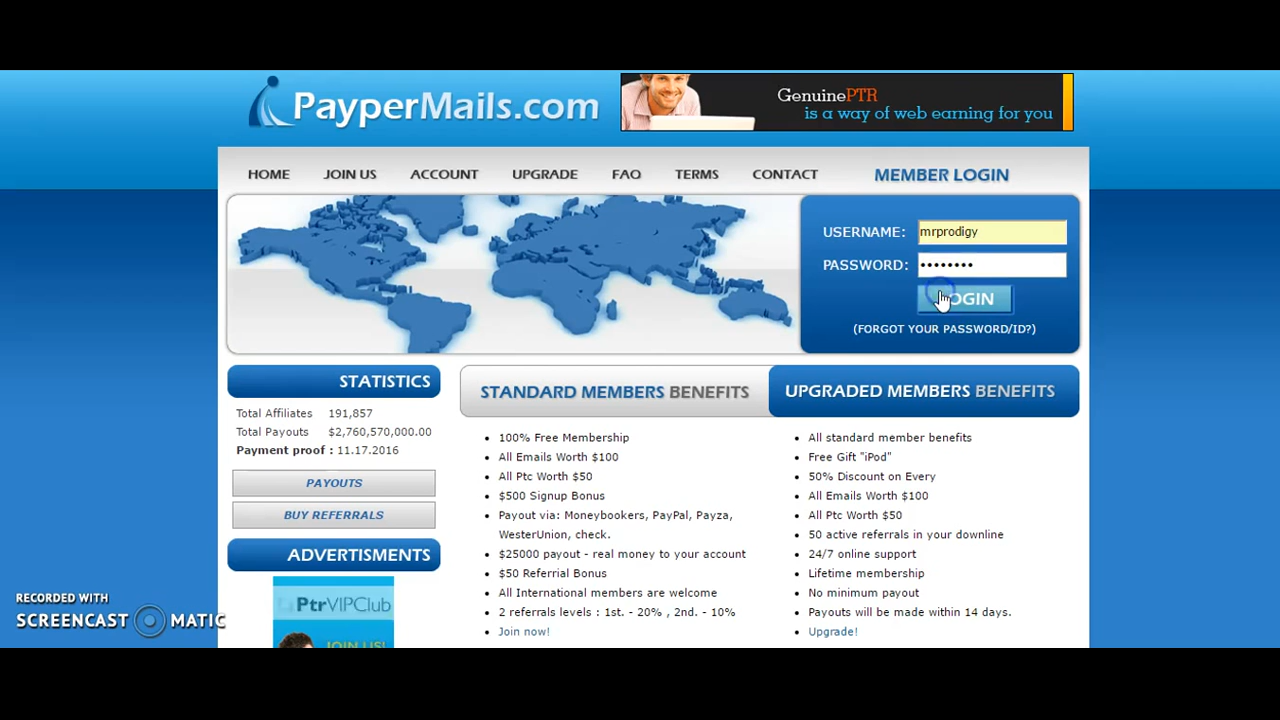 PayperMails.com
GenuinePTR
is a way of web earning for you
HOME JOIN US ACCOUNT UPGRADE FAQ TERMS CONTACT MEMBER LOGIN
USERNAME: mrprodigy
PASSWORD: ••••••••
LOGIN
(FORGOT YOUR PASSWORD/ID?)
STATISTICS
Total Affiliates 191,857
Total Payouts $2,760,570,000.00
Payment proof : 11.17.2016
PAYOUTS
BUY REFERRALS
ADVERTISMENTS
PtrVIPClub
JOIN US!
STANDARD MEMBERS BENEFITS
100% Free Membership
All Emails Worth $100
All Ptc Worth $50
$500 Signup Bonus
Payout via: Moneybookers, PayPal, Payza,
WesterUnion, check.
$25000 payout - real money to your account
$50 Referral Bonus
All International members are welcome
2 referrals levels : 1st. - 20% , 2nd. - 10%
Join now!
UPGRADED MEMBERS BENEFITS
All standard member benefits
Free Gift "iPod"
50% Discount on Every
All Emails Worth $100
All Ptc Worth $50
50 active referrals in your downline
24/7 online support
Lifetime membership
No minimum payout
Payouts will be made within 14 days.
Upgrade!
RECORDED WITH
SCREENCAST MATIC